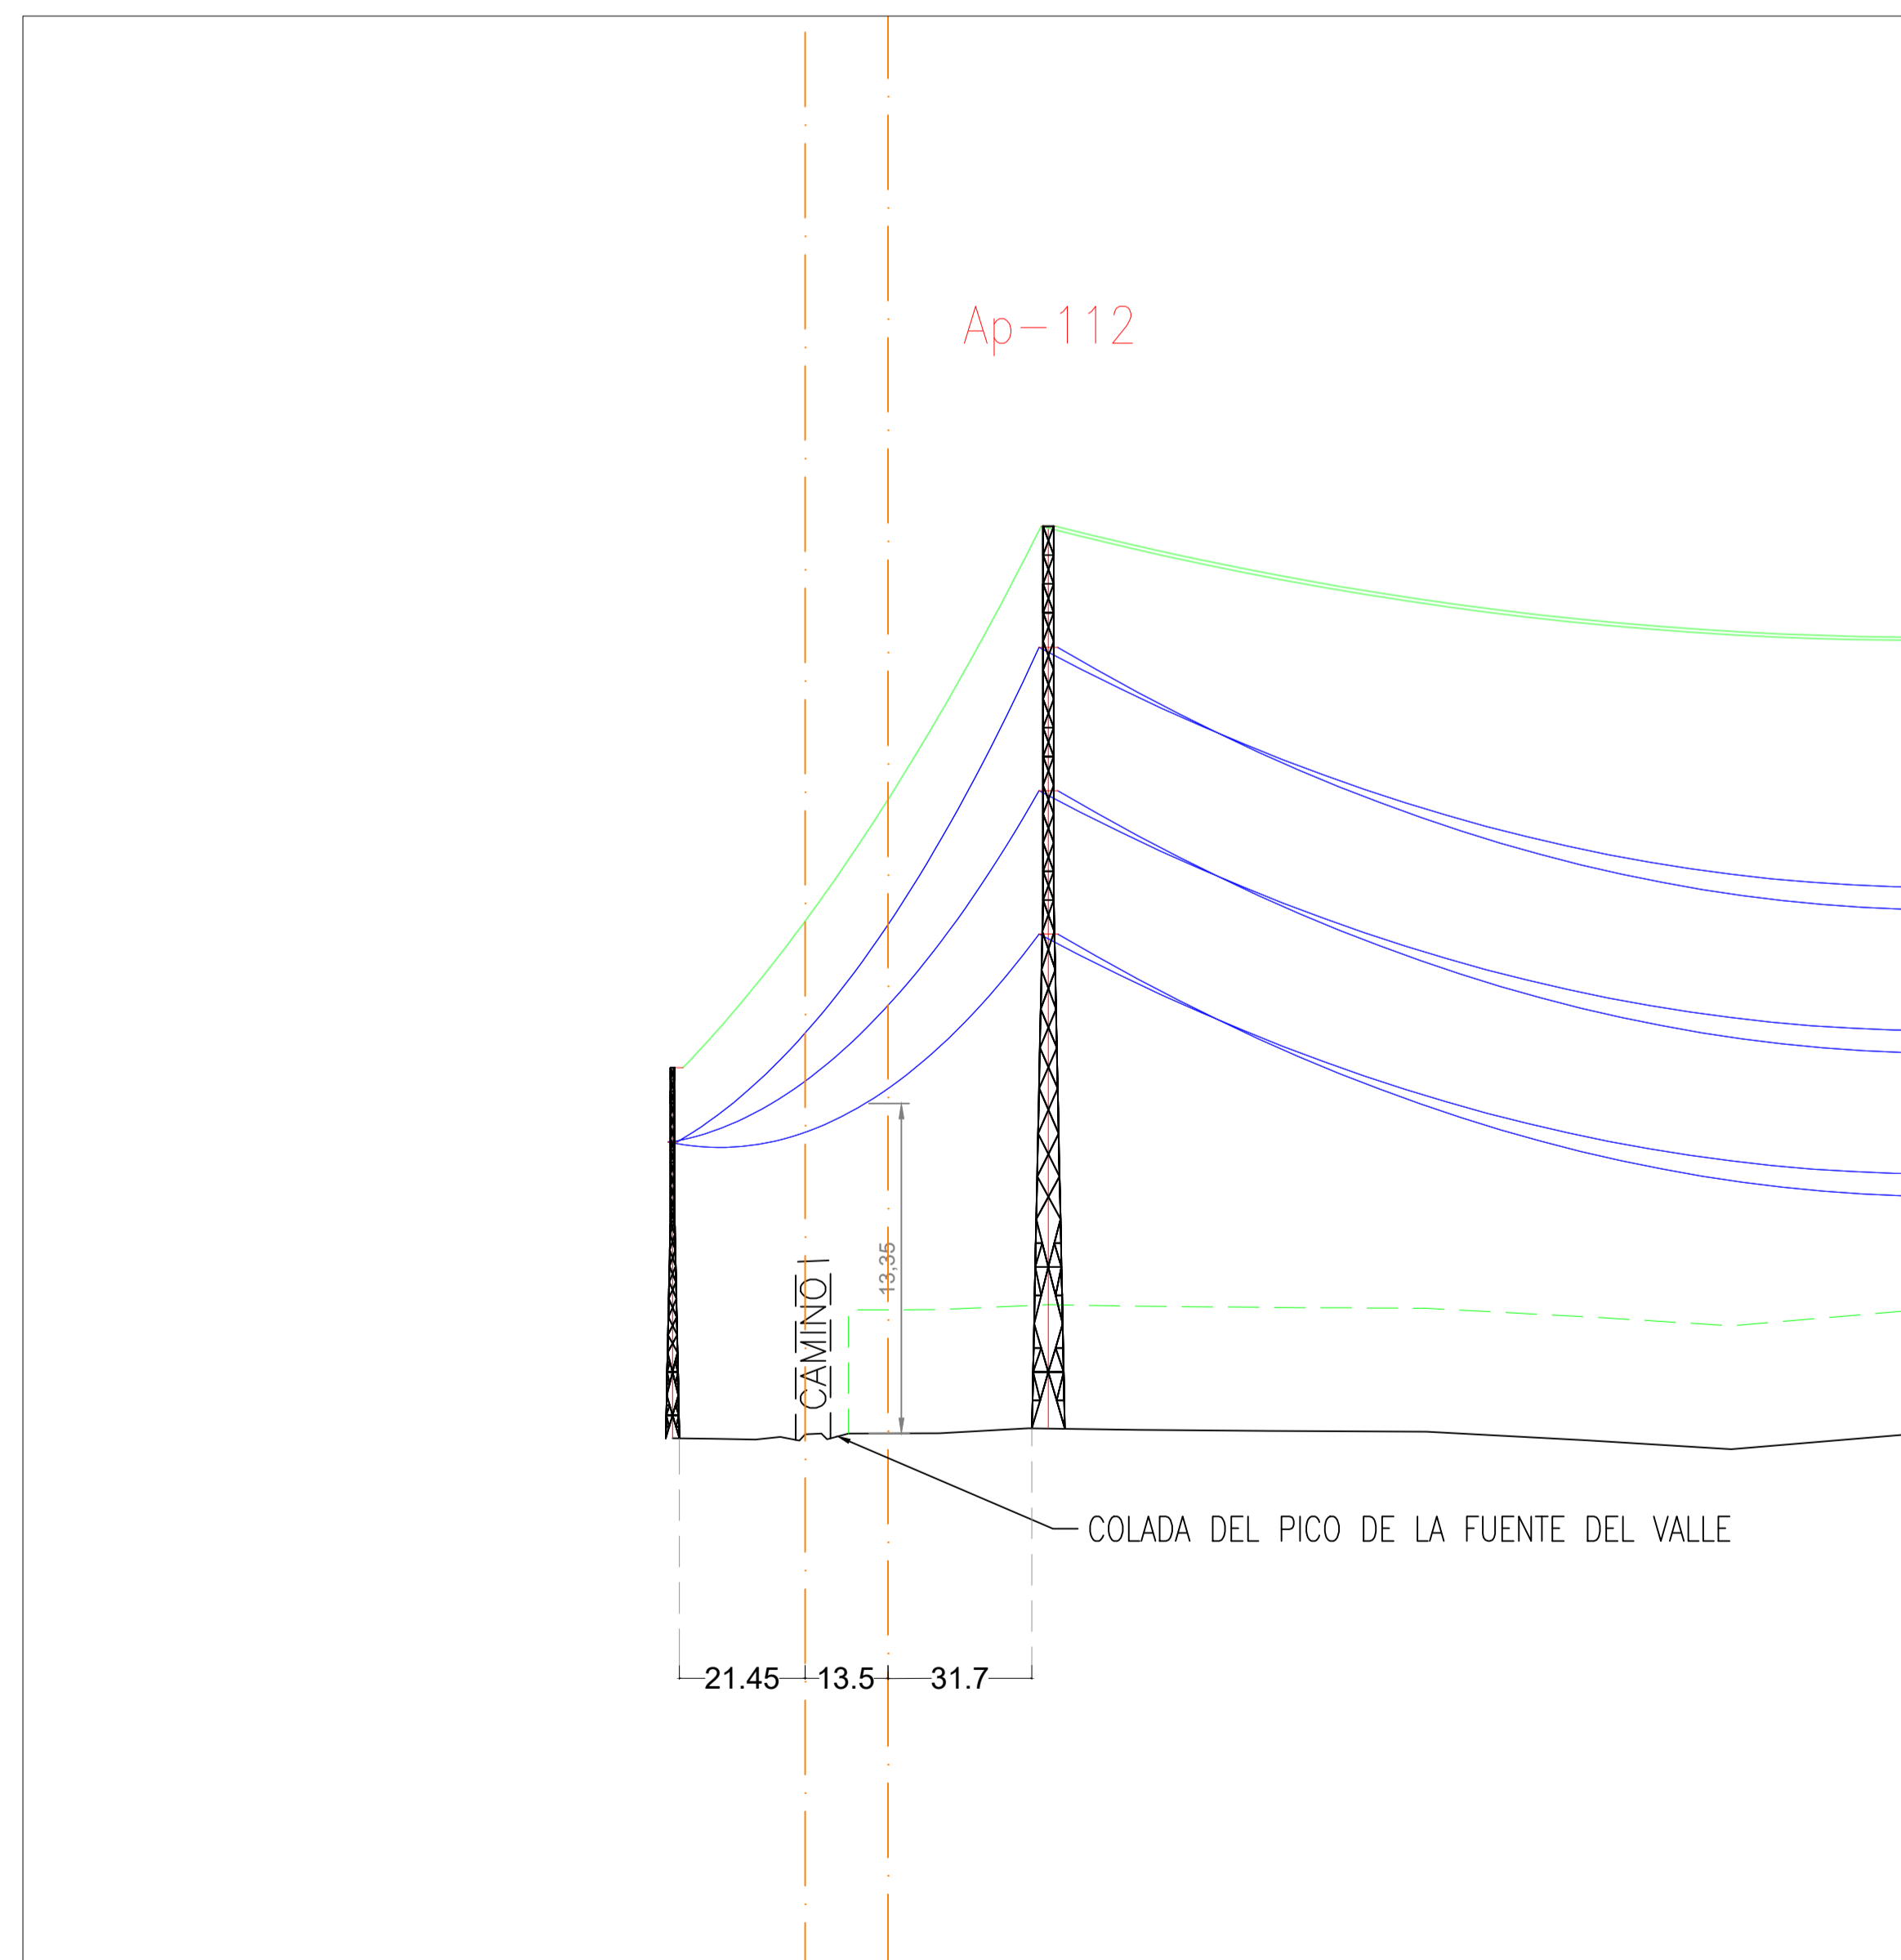 Ap-112
13,35
CAMINO
COLADA DEL PICO DE LA FUENTE DEL VALLE
21.45
13.5
31.7